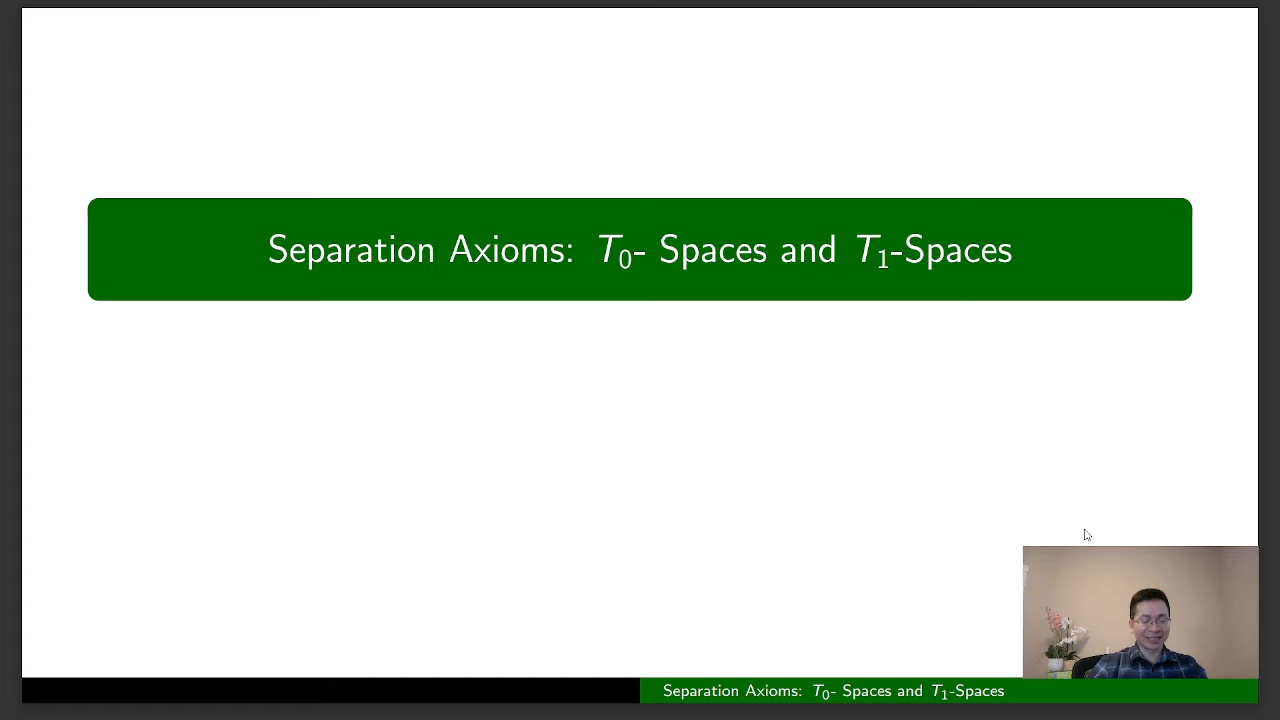 Separation Axioms: T₀- Spaces and T₁-Spaces
Separation Axioms: T₀- Spaces and T₁-Spaces